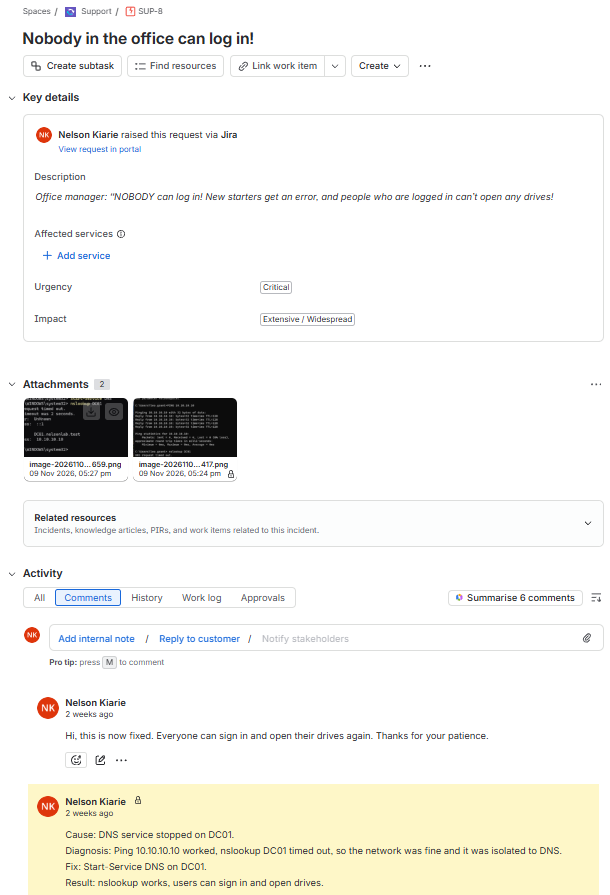 Spaces / Support / SUP-8
Nobody in the office can log in!
Create subtask Find resources Link work item Create
Key details
NK Nelson Kiarie raised this request via Jira
View request in portal
Description
Office manager: "NOBODY can log in! New starters get an error, and people who are logged in can't open any drives!
Affected services
Add service
Urgency Critical
Impact Extensive / Widespread
Attachments 2
image-2026110...659.png
09 Nov 2026, 05:27 pm
image-2026110...417.png
09 Nov 2026, 05:24 pm
Related resources
Incidents, knowledge articles, PIRs, and work items related to this incident.
Activity
All Comments History Work log Approvals Summarise 6 comments
NK Add internal note / Reply to customer / Notify stakeholders
Pro tip: press M to comment
NK Nelson Kiarie
2 weeks ago
Hi, this is now fixed. Everyone can sign in and open their drives again. Thanks for your patience.
NK Nelson Kiarie
2 weeks ago
Cause: DNS service stopped on DC01.
Diagnosis: Ping 10.10.10.10 worked, nslookup DC01 timed out, so the network was fine and it was isolated to DNS.
Fix: Start-Service DNS on DC01.
Result: nslookup works, users can sign in and open drives.